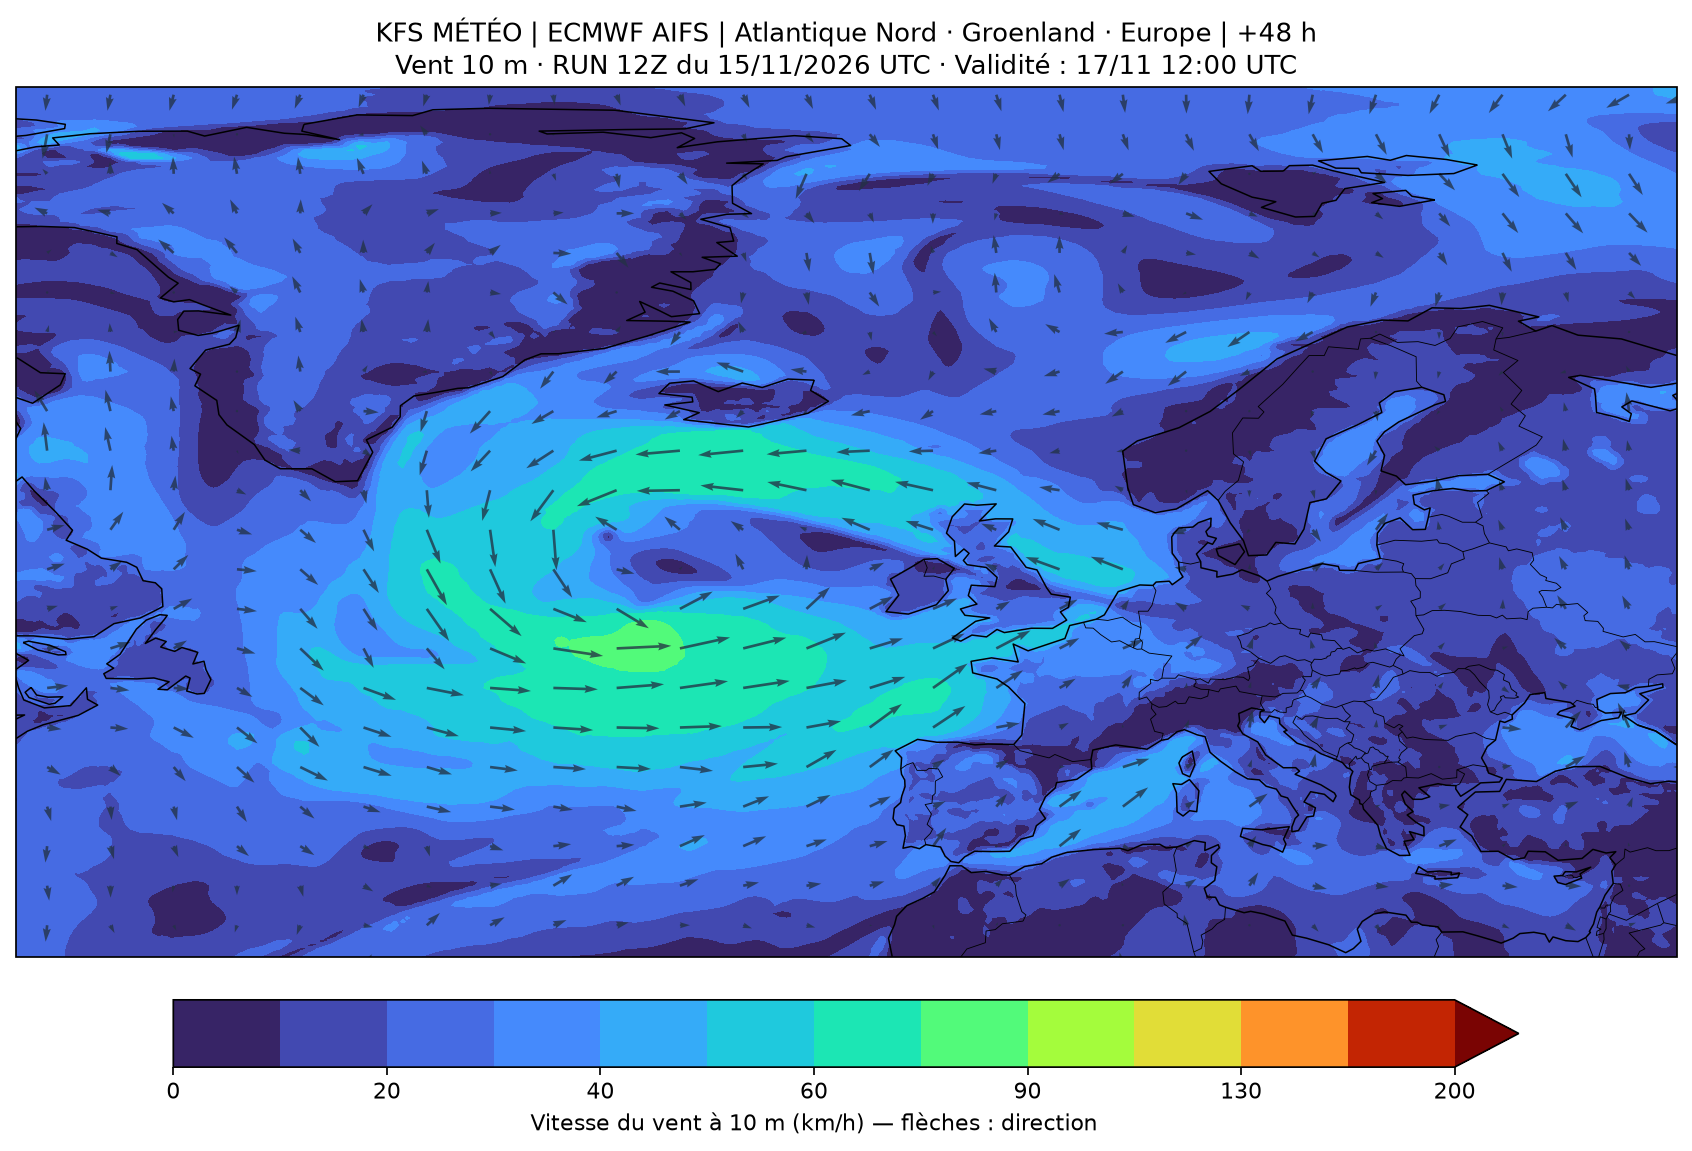 KFS MÉTÉO | ECMWF AIFS | Atlantique Nord · Groenland · Europe | +48 h
Vent 10 m · RUN 12Z du 15/11/2026 UTC · Validité : 17/11 12:00 UTC
0 20 40 60 90 130 200
Vitesse du vent à 10 m (km/h) — flèches : direction